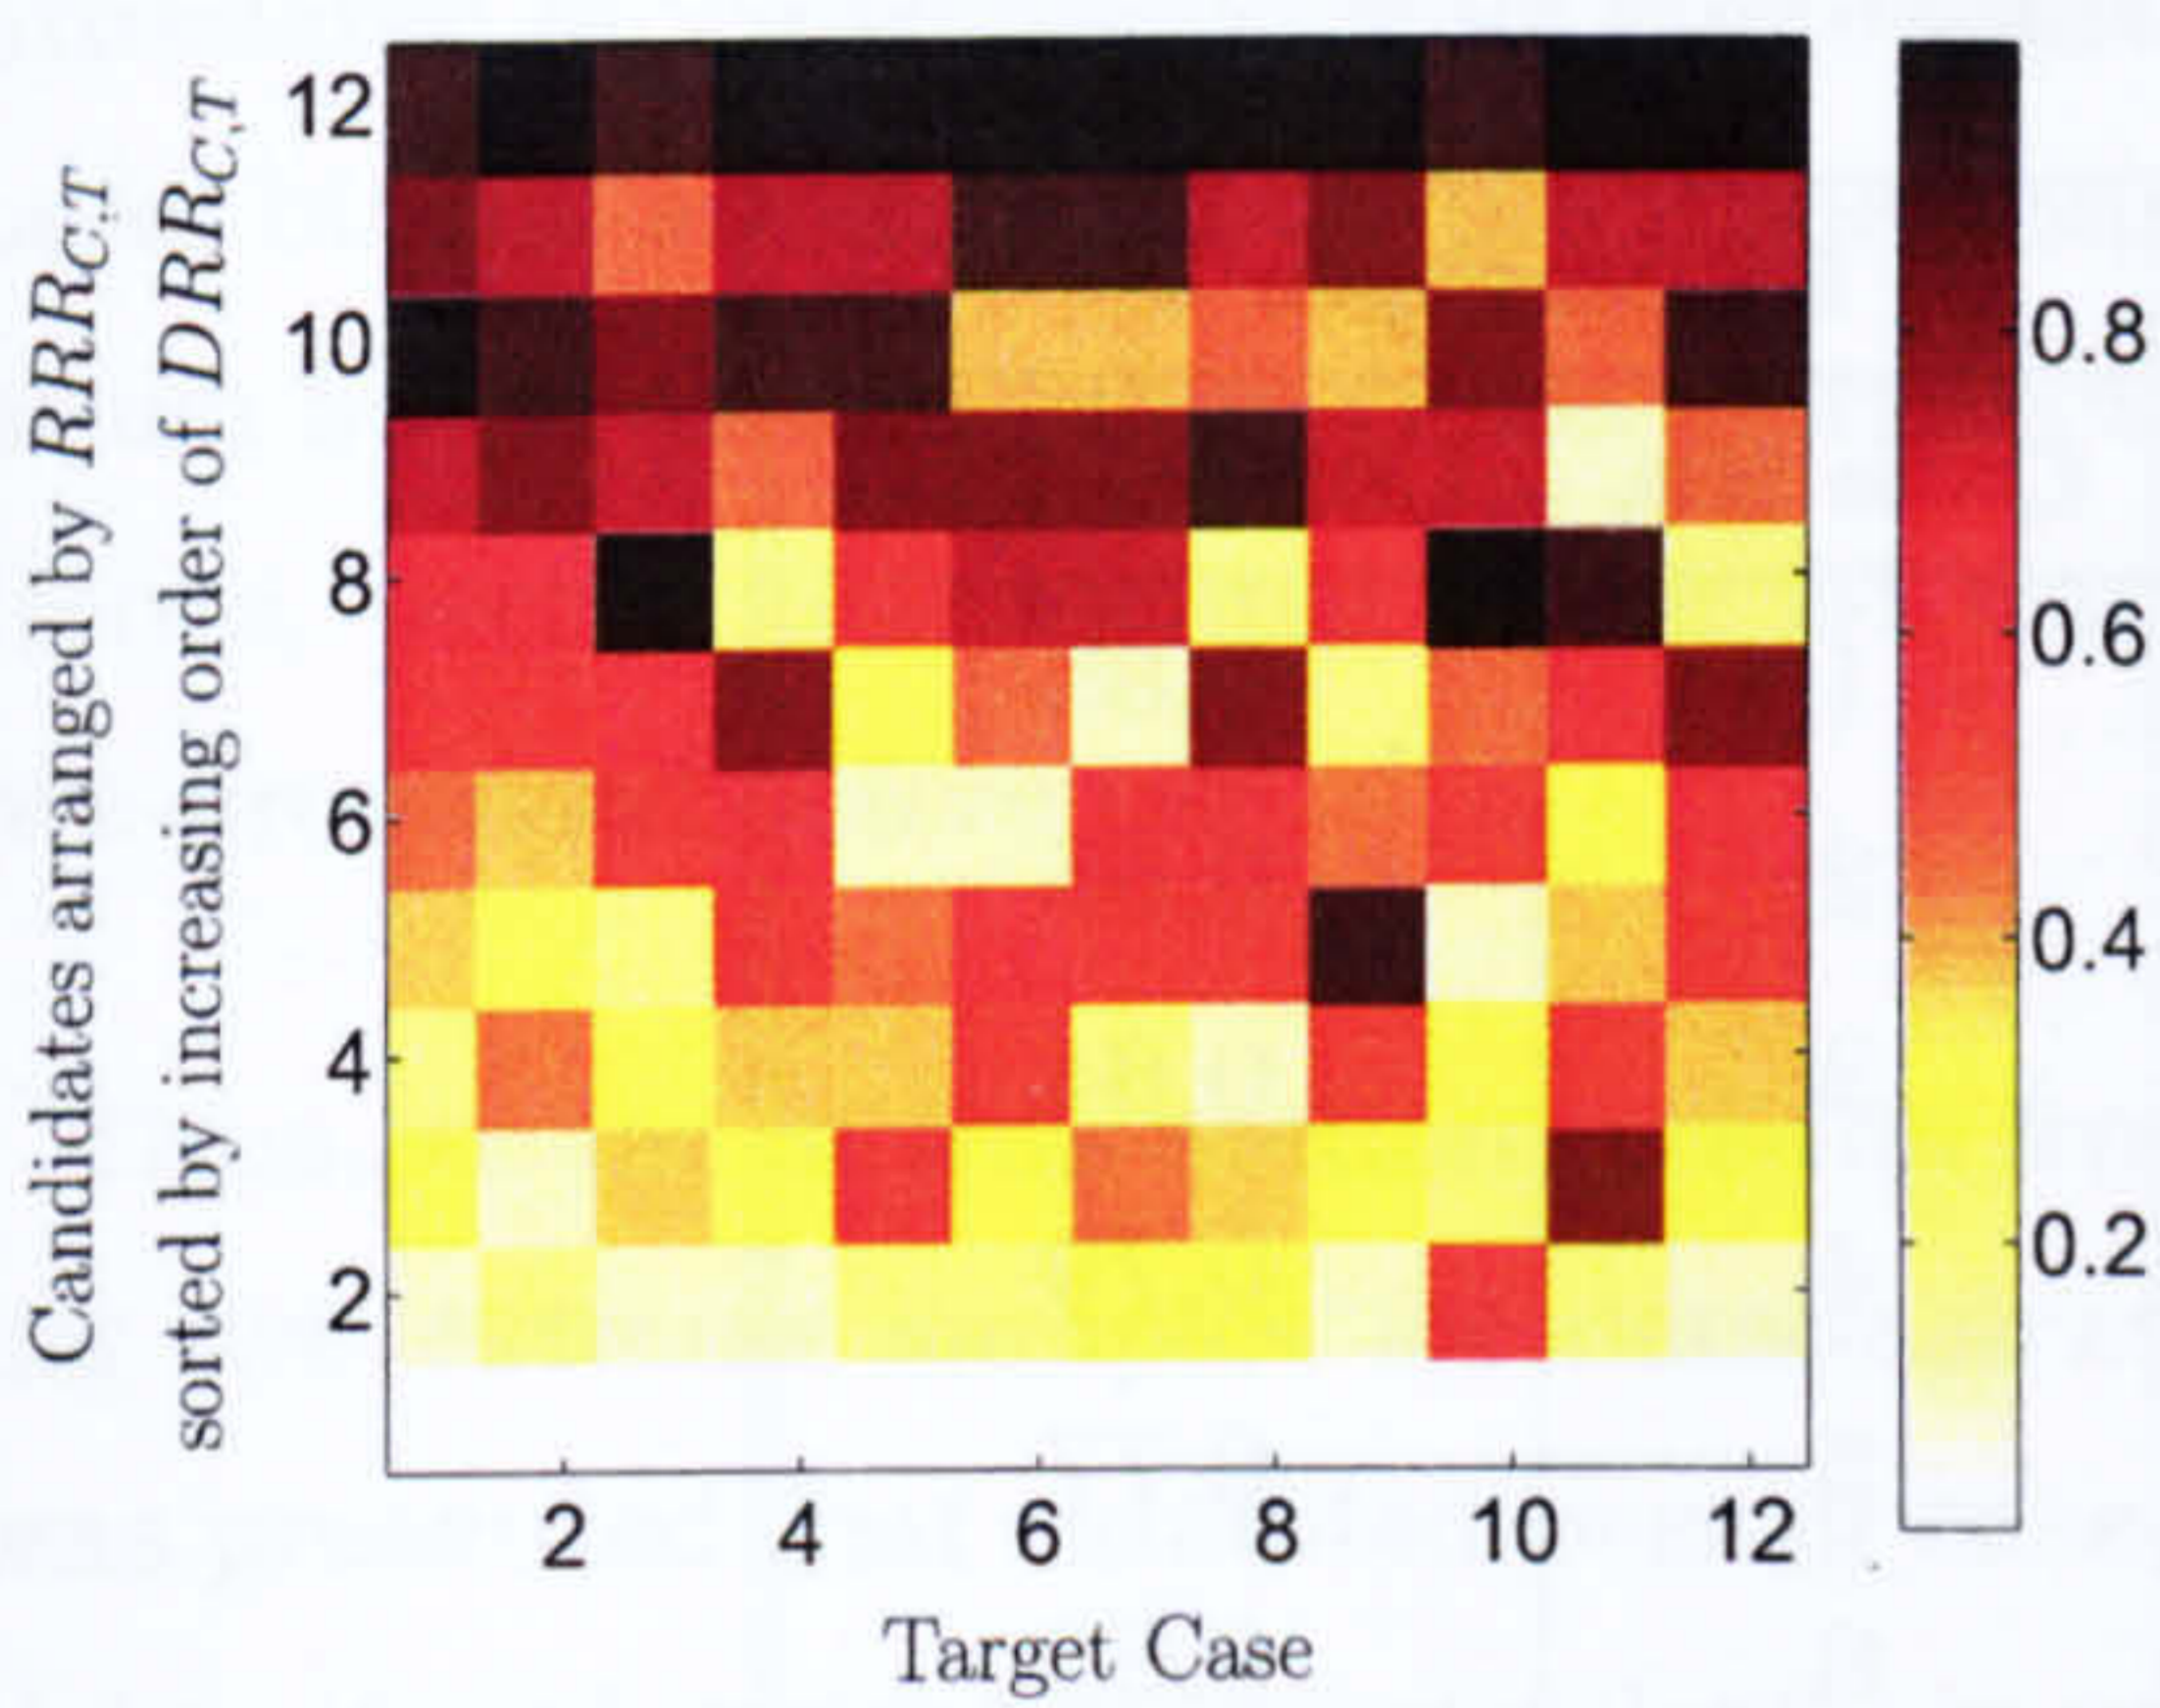 Candidates arranged by RRR_{C,T}
sorted by increasing order of DRR_{C,T}
12
10
8
6
4
2
2 4 6 8 10 12
Target Case
0.8
0.6
0.4
0.2